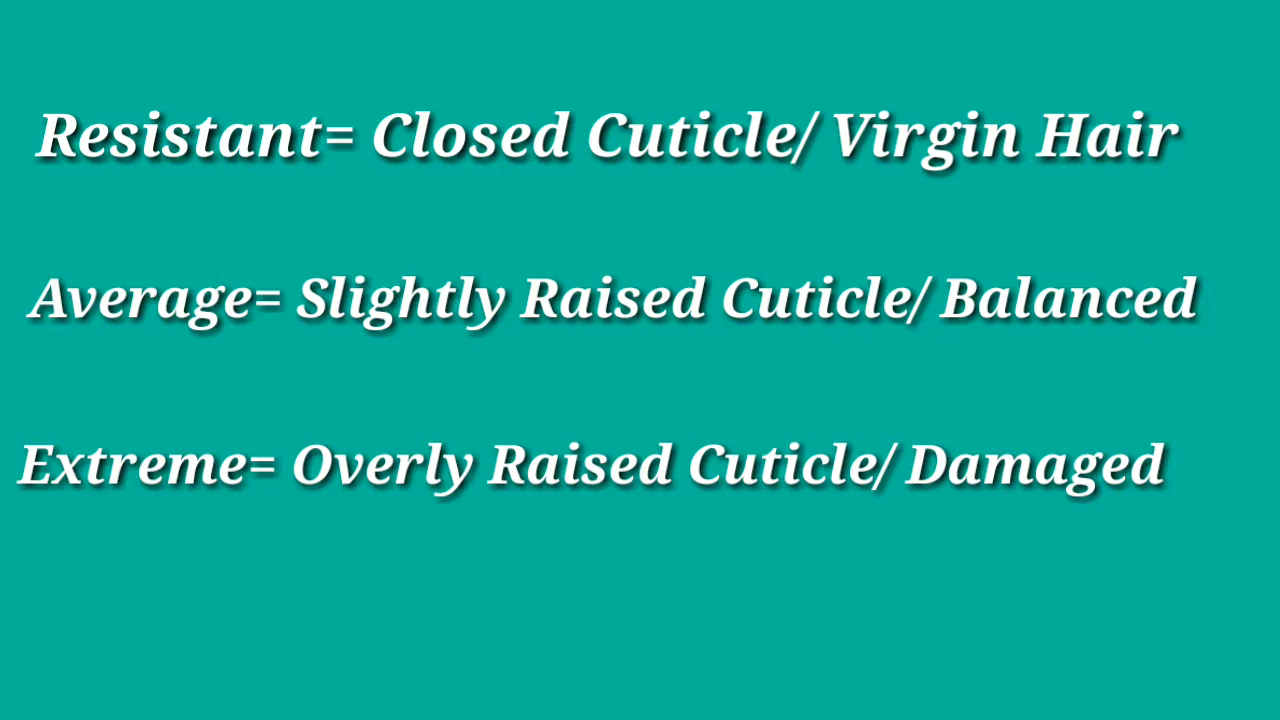 Resistant= Closed Cuticle/ Virgin Hair
Average= Slightly Raised Cuticle/ Balanced
Extreme= Overly Raised Cuticle/ Damaged